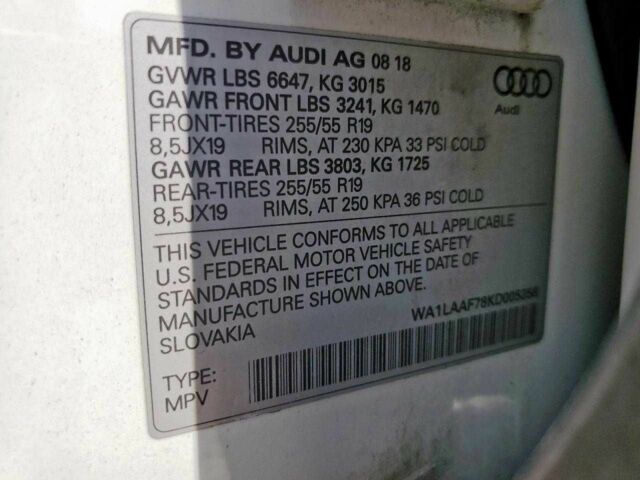 MFD. BY AUDI AG 08 18
GVWR LBS 6647, KG 3015
GAWR FRONT LBS 3241, KG 1470
FRONT-TIRES 255/55 R19
8,5JX19 RIMS, AT 230 KPA 33 PSI COLD
GAWR REAR LBS 3803, KG 1725
REAR-TIRES 255/55 R19
8,5JX19 RIMS, AT 250 KPA 36 PSI COLD
Audi
THIS VEHICLE CONFORMS TO ALL APPLICABLE
U.S. FEDERAL MOTOR VEHICLE SAFETY
STANDARDS IN EFFECT ON THE DATE OF
MANUFACTURE SHOWN ABOVE.
SLOVAKIA
TYPE:
MPV